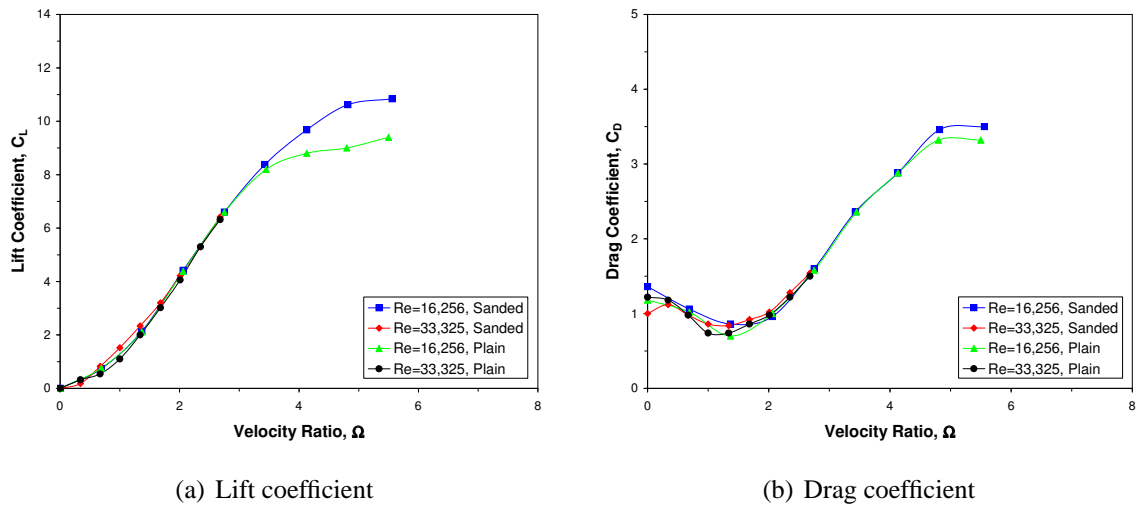 14
12
10
8
6
4
2
0
0 2 4 6 8
Lift Coefficient, C_L
Velocity Ratio, Ω
Re=16,256, Sanded
Re=33,325, Sanded
Re=16,256, Plain
Re=33,325, Plain
(a) Lift coefficient
5
4
3
2
1
0
0 2 4 6 8
Drag Coefficient, C_D
Velocity Ratio, Ω
Re=16,256, Sanded
Re=33,325, Sanded
Re=16,256, Plain
Re=33,325, Plain
(b) Drag coefficient